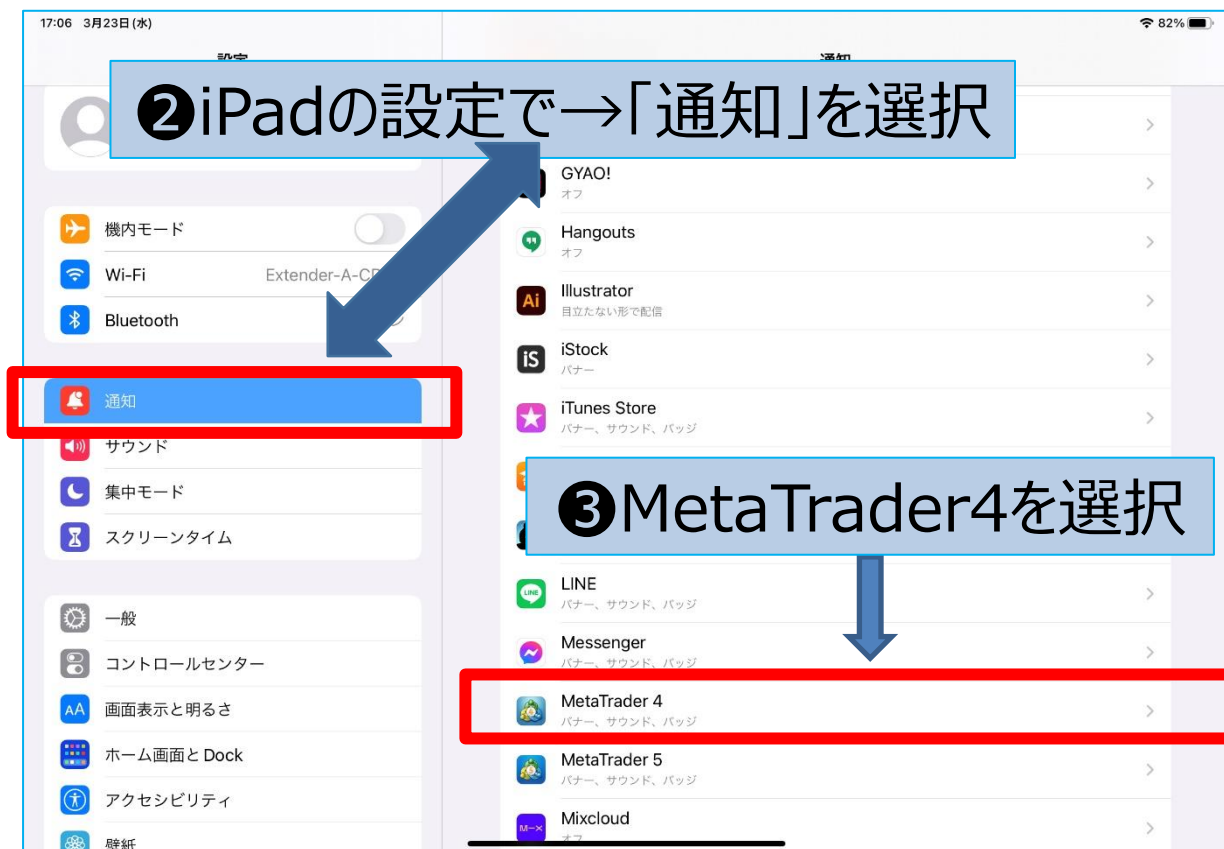 17:06 3月23日(水)
82%
❷iPadの設定で→「通知」を選択
機内モード
Wi-Fi
Bluetooth
通知
サウンド
集中モード
スクリーンタイム
一般
コントロールセンター
画面表示と明るさ
ホーム画面とDock
アクセシビリティ
壁紙
GYAO!
オフ
Hangouts
オフ
Illustrator
目立たない形で配信
iStock
バナー
iTunes Store
バナー、サウンド、バッジ
❸MetaTrader4を選択
LINE
バナー、サウンド、バッジ
Messenger
バナー、サウンド、バッジ
MetaTrader 4
バナー、サウンド、バッジ
MetaTrader 5
バナー、サウンド、バッジ
Mixcloud
オフ